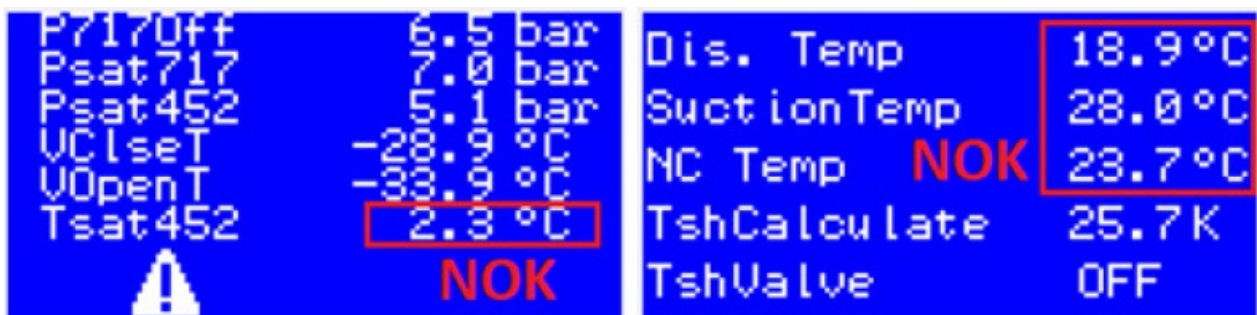 P717Off 6.5 bar
Psat717 7.0 bar
Psat452 5.1 bar
VClseT -28.9 °C
VOpenT -33.9 °C
Tsat452 2.3 °C
NOK
Dis. Temp 18.9°C
SuctionTemp 28.0°C
NC Temp NOK 23.7°C
TshCalculate 25.7K
TshValve OFF